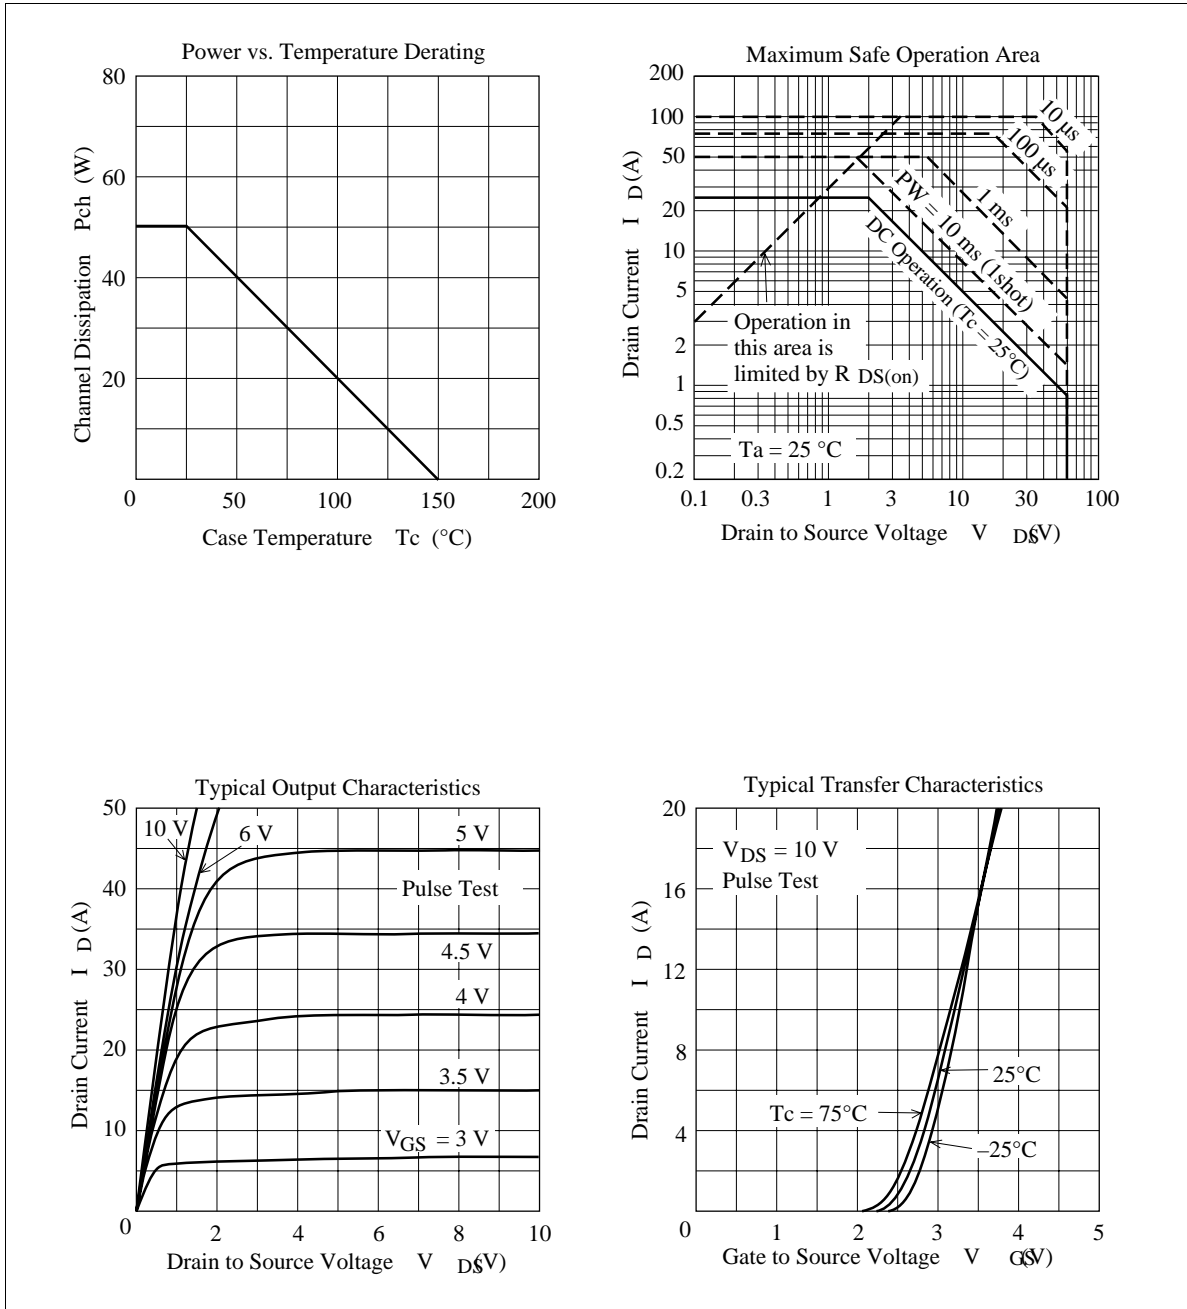 Power vs. Temperature Derating
80
60
40
20
0
50
100
150
200
Channel Dissipation Pch (W)
Case Temperature Tc (°C)
Maximum Safe Operation Area
200
100
50
20
10
5
2
1
0.5
0.2
0.1
0.3
1
3
10
30
100
Drain Current I D (A)
Drain to Source Voltage V DS (V)
10 µs
100 µs
1 ms
PW = 10 ms (1shot)
DC Operation (Tc = 25°C)
Operation in
this area is
limited by R DS(on)
Ta = 25 °C
Typical Output Characteristics
50
40
30
20
10
0
2
4
6
8
10
Drain Current I D (A)
Drain to Source Voltage V DS (V)
10 V
6 V
5 V
Pulse Test
4.5 V
4 V
3.5 V
VGS = 3 V
Typical Transfer Characteristics
20
16
12
8
4
0
1
2
3
4
5
Drain Current I D (A)
Gate to Source Voltage V GS (V)
VDS = 10 V
Pulse Test
25°C
Tc = 75°C
–25°C